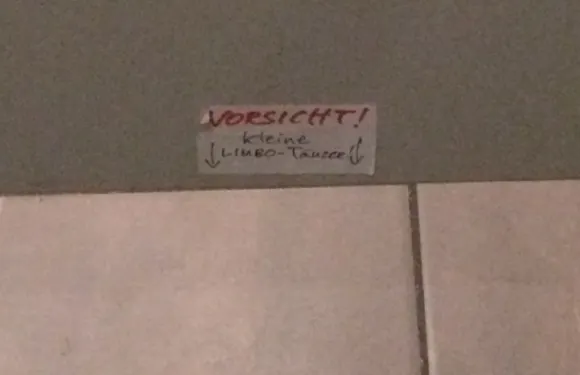 VORSICHT!
kleine
↓ LIMBO-Tänzer! ↓